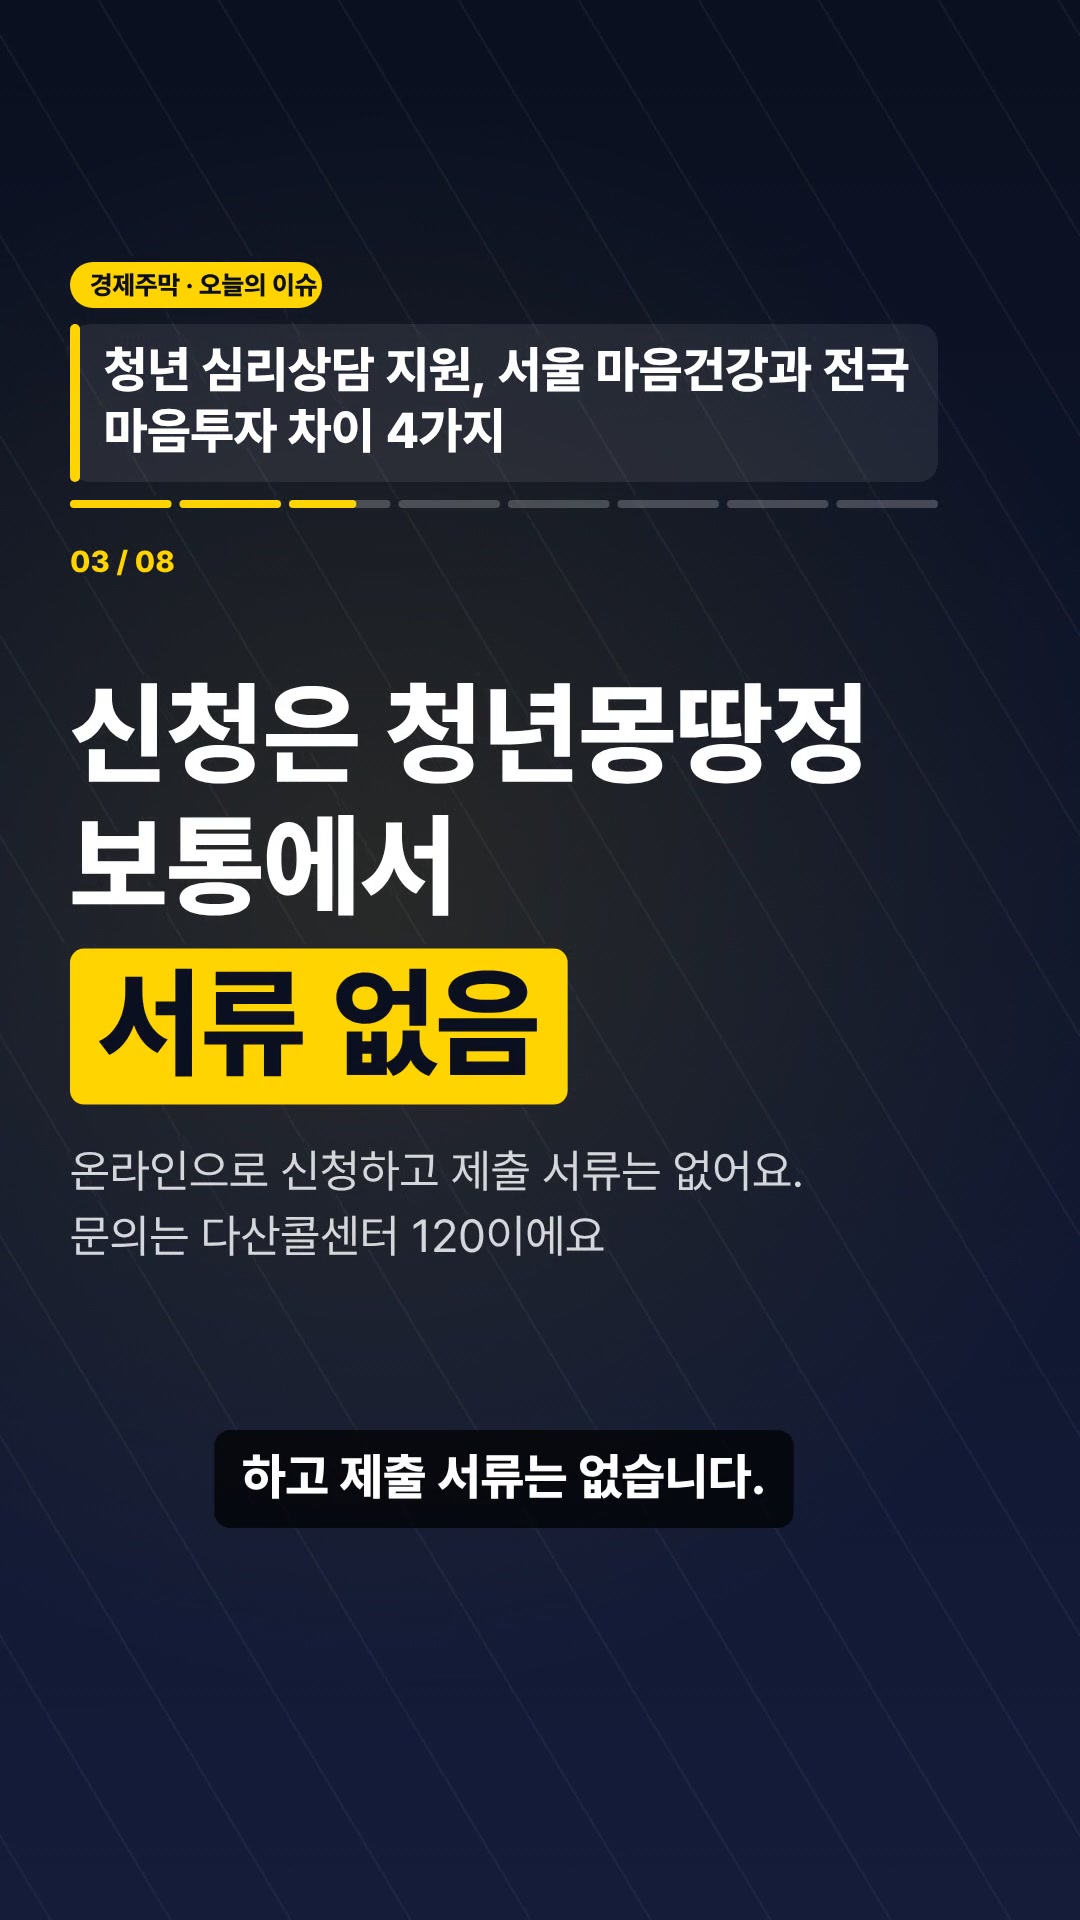 경제주막 · 오늘의 이슈
청년 심리상담 지원, 서울 마음건강과 전국
마음투자 차이 4가지
03 / 08
신청은 청년몽땅정
보통에서
서류 없음
온라인으로 신청하고 제출 서류는 없어요.
문의는 다산콜센터 120이에요
하고 제출 서류는 없습니다.